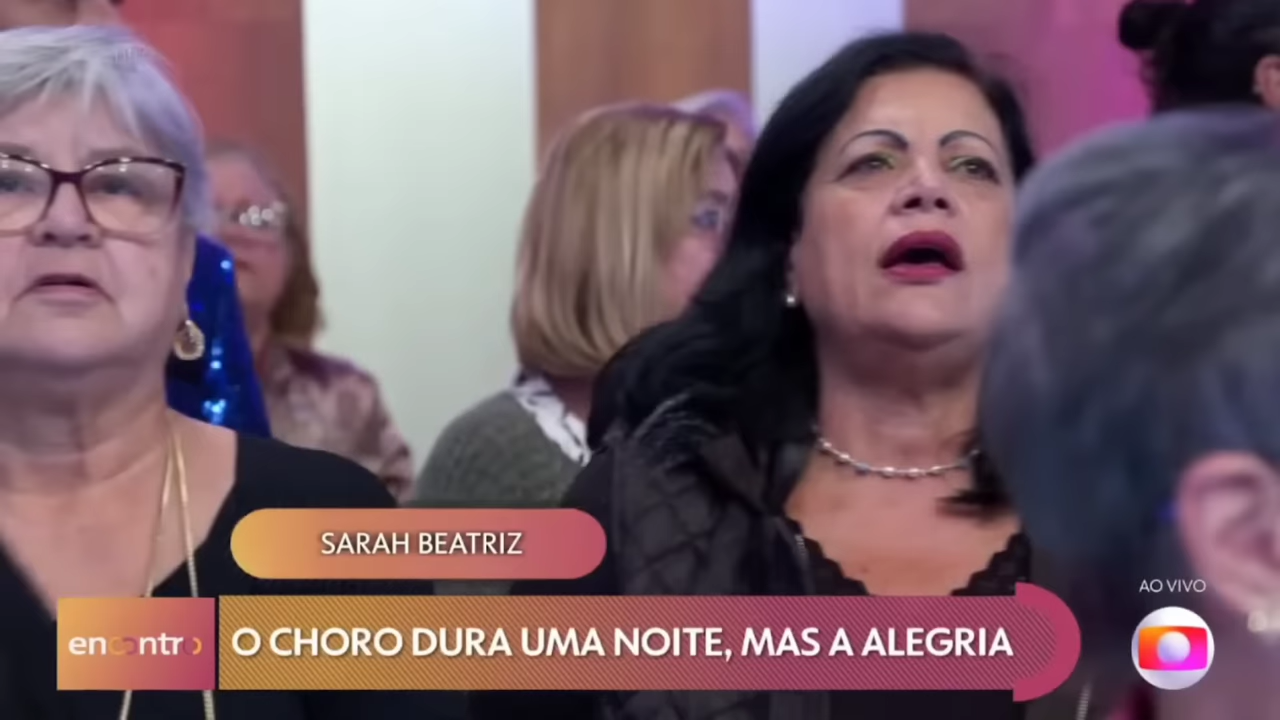 SARAH BEATRIZ
encontro
O CHORO DURA UMA NOITE, MAS A ALEGRIA
AO VIVO